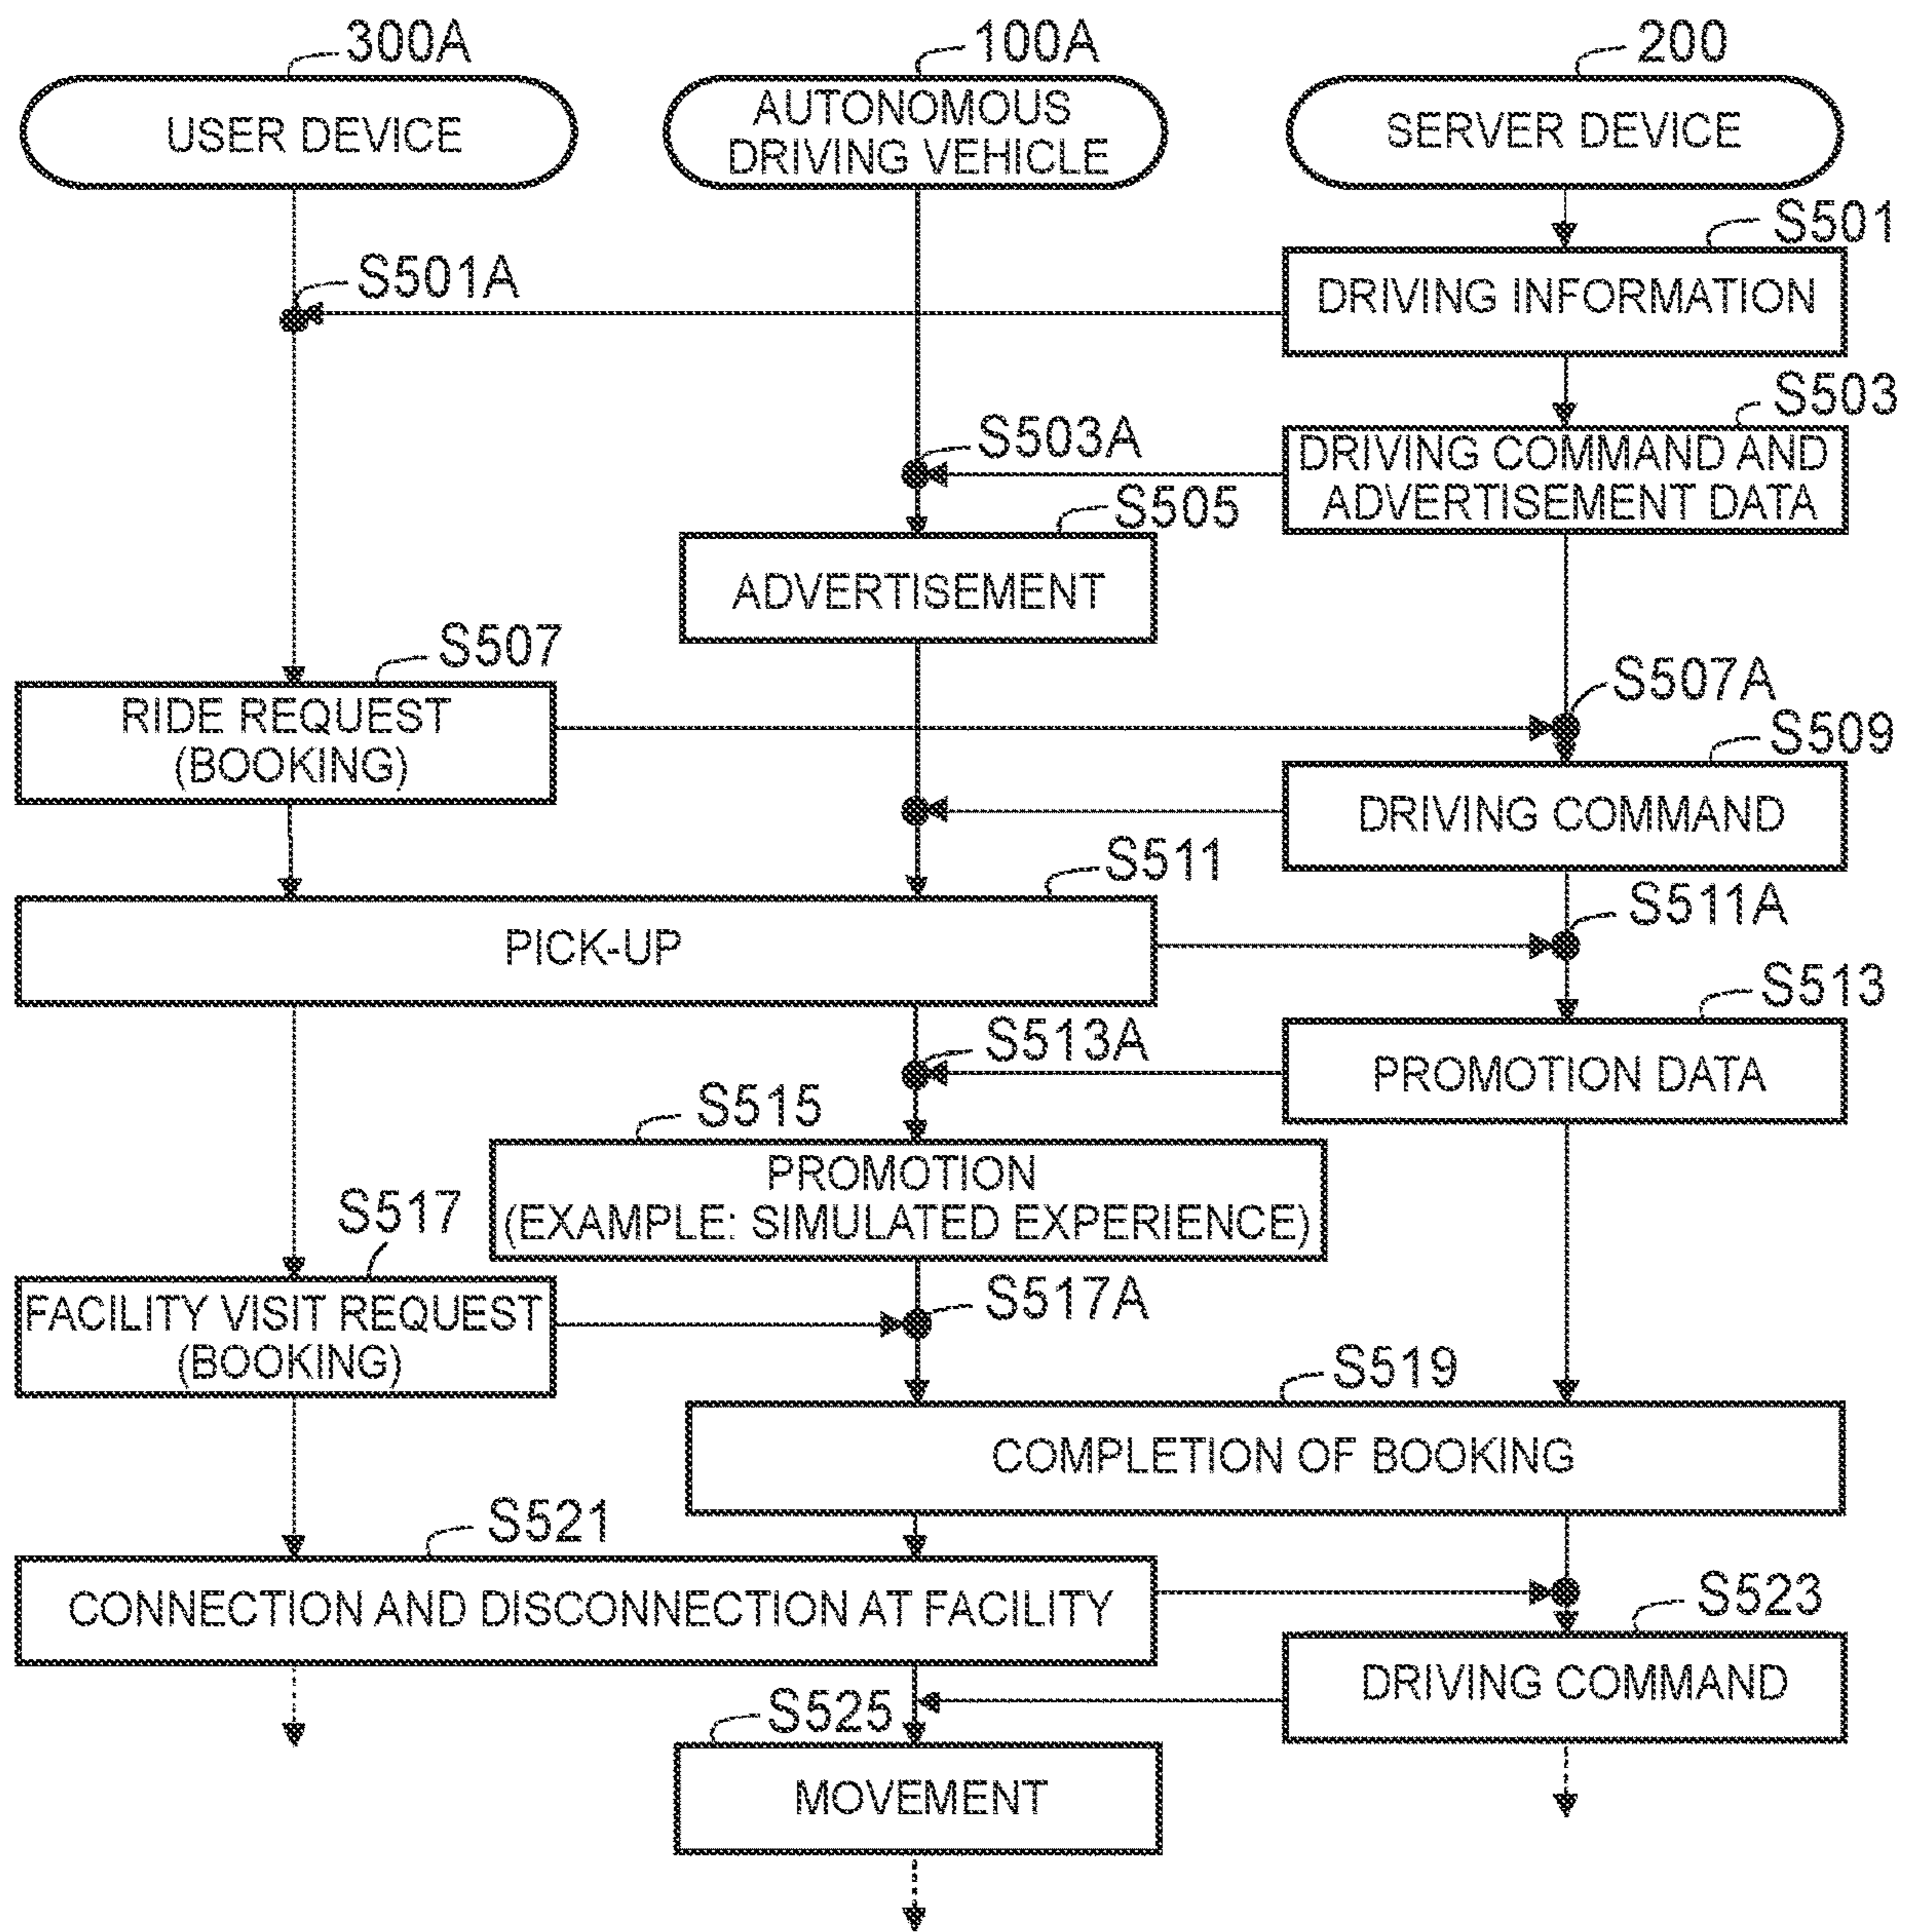 300A
100A
200
USER DEVICE
AUTONOMOUS
DRIVING VEHICLE
SERVER DEVICE
S501
S501A
DRIVING INFORMATION
S503
S503A
DRIVING COMMAND AND
ADVERTISEMENT DATA
S505
ADVERTISEMENT
S507
RIDE REQUEST
(BOOKING)
S507A
S509
DRIVING COMMAND
S511
PICK-UP
S511A
S513
S513A
PROMOTION DATA
S515
PROMOTION
(EXAMPLE: SIMULATED EXPERIENCE)
S517
FACILITY VISIT REQUEST
(BOOKING)
S517A
S519
COMPLETION OF BOOKING
S521
CONNECTION AND DISCONNECTION AT FACILITY
S523
DRIVING COMMAND
S525
MOVEMENT